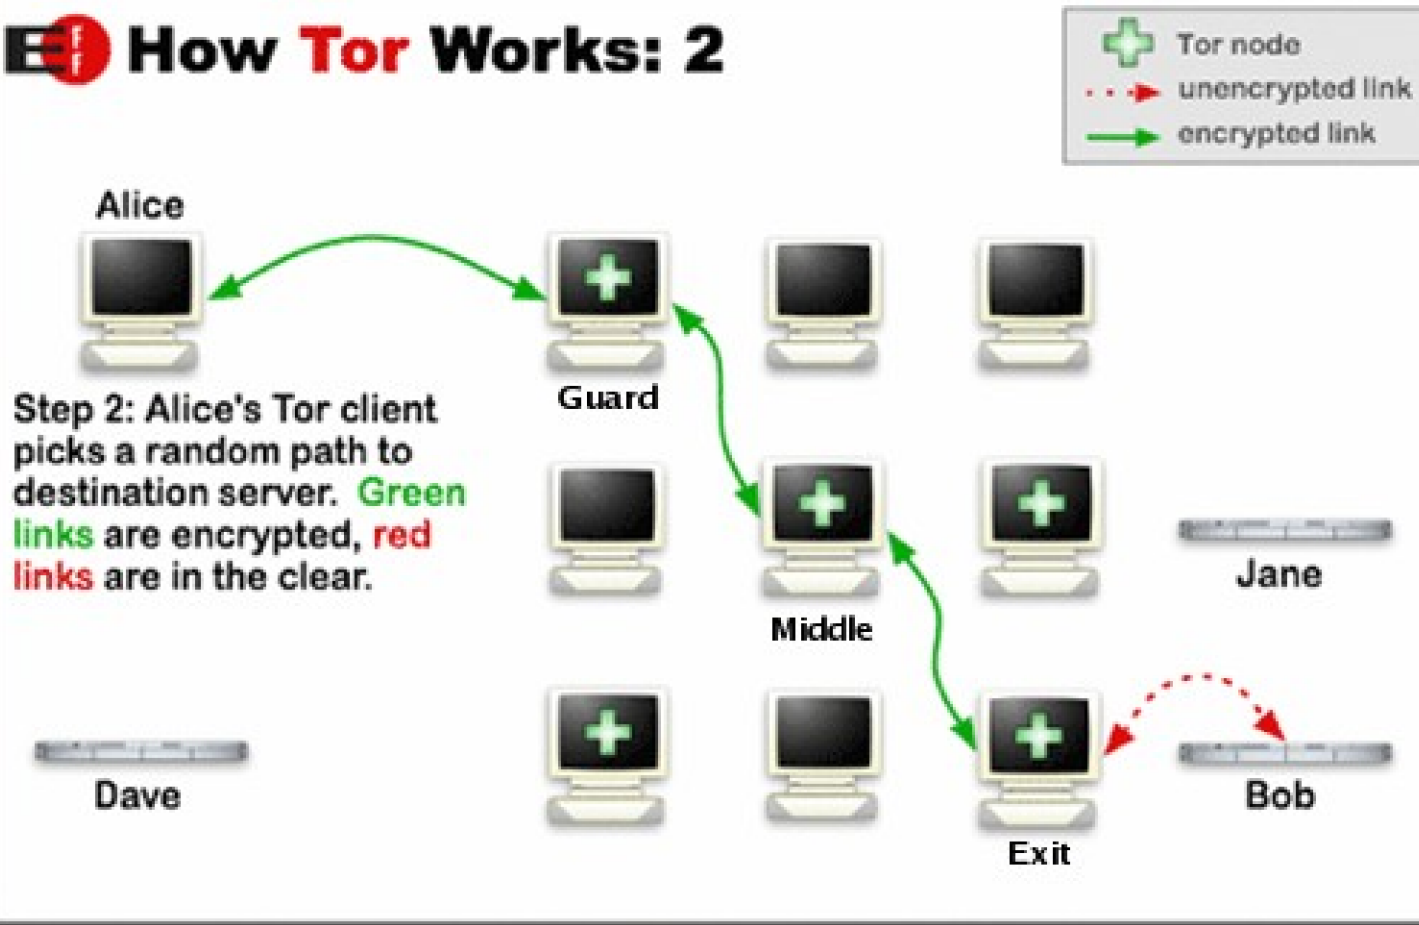 EFF How Tor Works: 2
Tor node
unencrypted link
encrypted link
Alice
Guard
Step 2: Alice's Tor client
picks a random path to
destination server. Green
links are encrypted, red
links are in the clear.
Middle
Jane
Dave
Bob
Exit